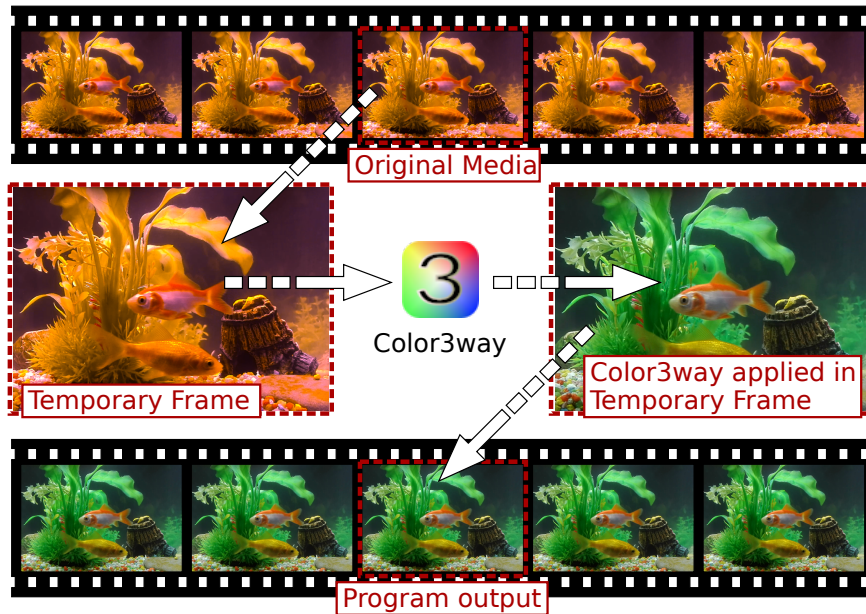 Original Media
3
Color3way
Temporary Frame
Color3way applied in
Temporary Frame
Program output